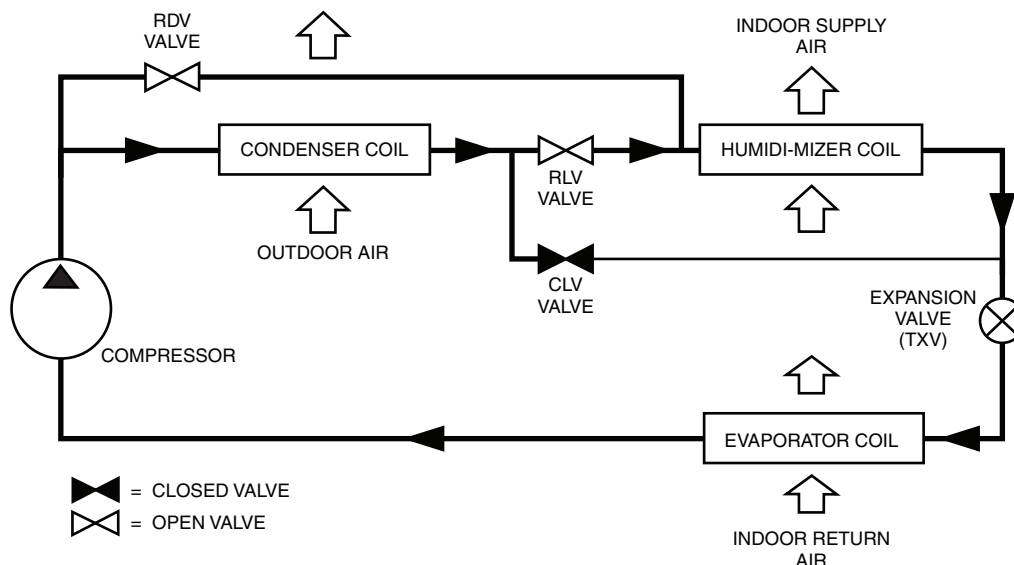 RDV
VALVE
INDOOR SUPPLY
AIR
CONDENSER COIL
HUMIDI-MIZER COIL
RLV
VALVE
OUTDOOR AIR
CLV
VALVE
EXPANSION
VALVE
(TXV)
COMPRESSOR
EVAPORATOR COIL
= CLOSED VALVE
= OPEN VALVE
INDOOR RETURN
AIR